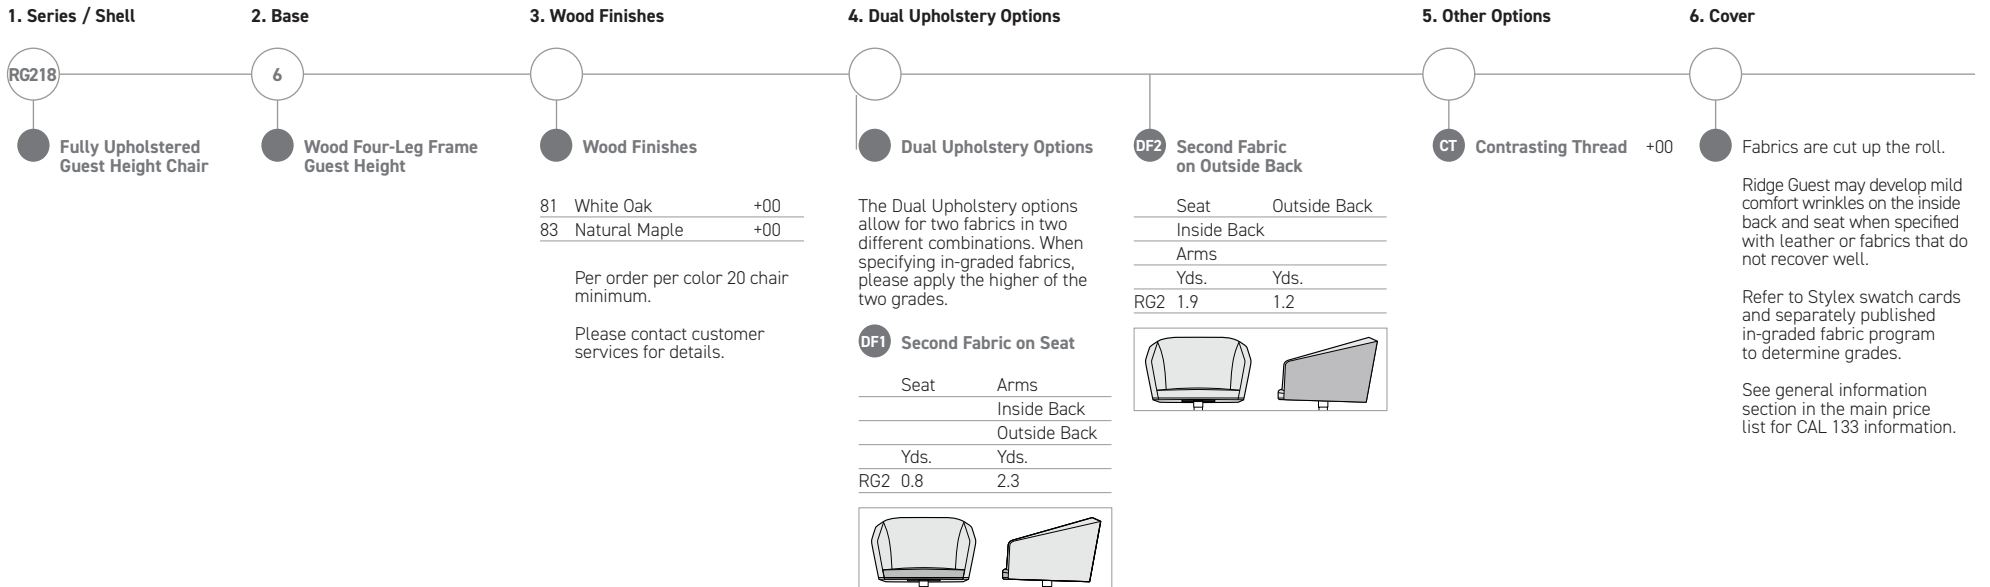 1. Series / Shell
2. Base
3. Wood Finishes
4. Dual Upholstery Options
5. Other Options
6. Cover
RG218
6
Fully Upholstered
Guest Height Chair
Wood Four-Leg Frame
Guest Height
Wood Finishes
81 White Oak +00
83 Natural Maple +00
Per order per color 20 chair
minimum.
Please contact customer
services for details.
Dual Upholstery Options
The Dual Upholstery options
allow for two fabrics in two
different combinations. When
specifying in-graded fabrics,
please apply the higher of the
two grades.
DF1 Second Fabric on Seat
Seat Arms
Inside Back
Outside Back
Yds. Yds.
RG2 0.8 2.3
DF2 Second Fabric
on Outside Back
Seat Outside Back
Inside Back
Arms
Yds. Yds.
RG2 1.9 1.2
CT Contrasting Thread +00
Fabrics are cut up the roll.
Ridge Guest may develop mild
comfort wrinkles on the inside
back and seat when specified
with leather or fabrics that do
not recover well.
Refer to Stylex swatch cards
and separately published
in-graded fabric program
to determine grades.
See general information
section in the main price
list for CAL 133 information.